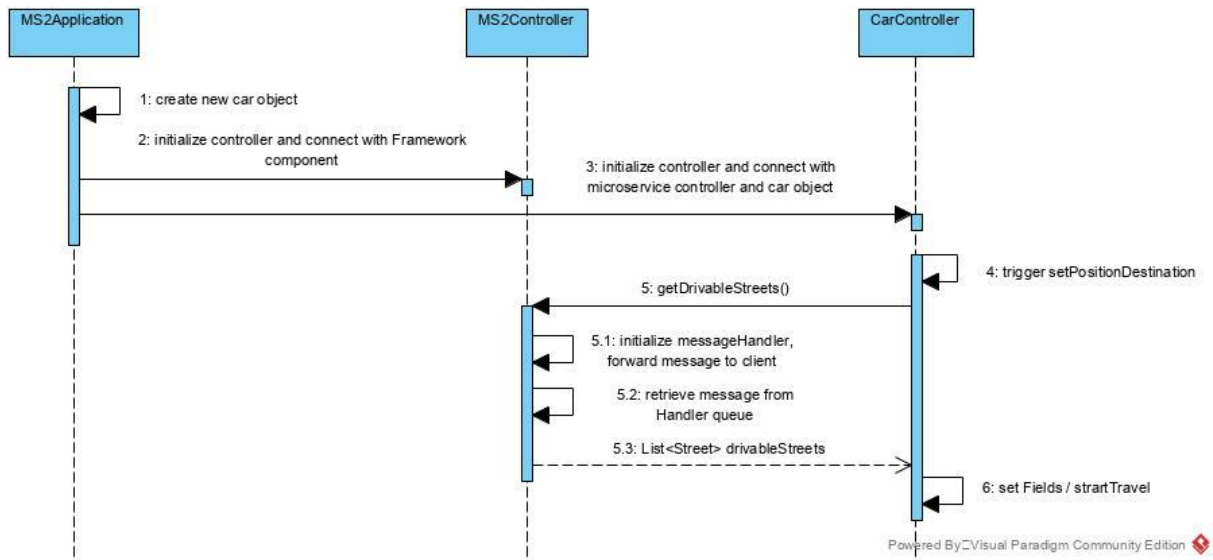 MS2Application
MS2Controller
CarController
1: create new car object
2: initialize controller and connect with Framework
component
3: initialize controller and connect with
microservice controller and car object
4: trigger setPositionDestination
5: getDrivableStreets()
5.1: initialize messageHandler,
forward message to client
5.2: retrieve message from
Handler queue
5.3: List<Street> drivableStreets
6: set Fields / strartTravel
Powered By Visual Paradigm Community Edition